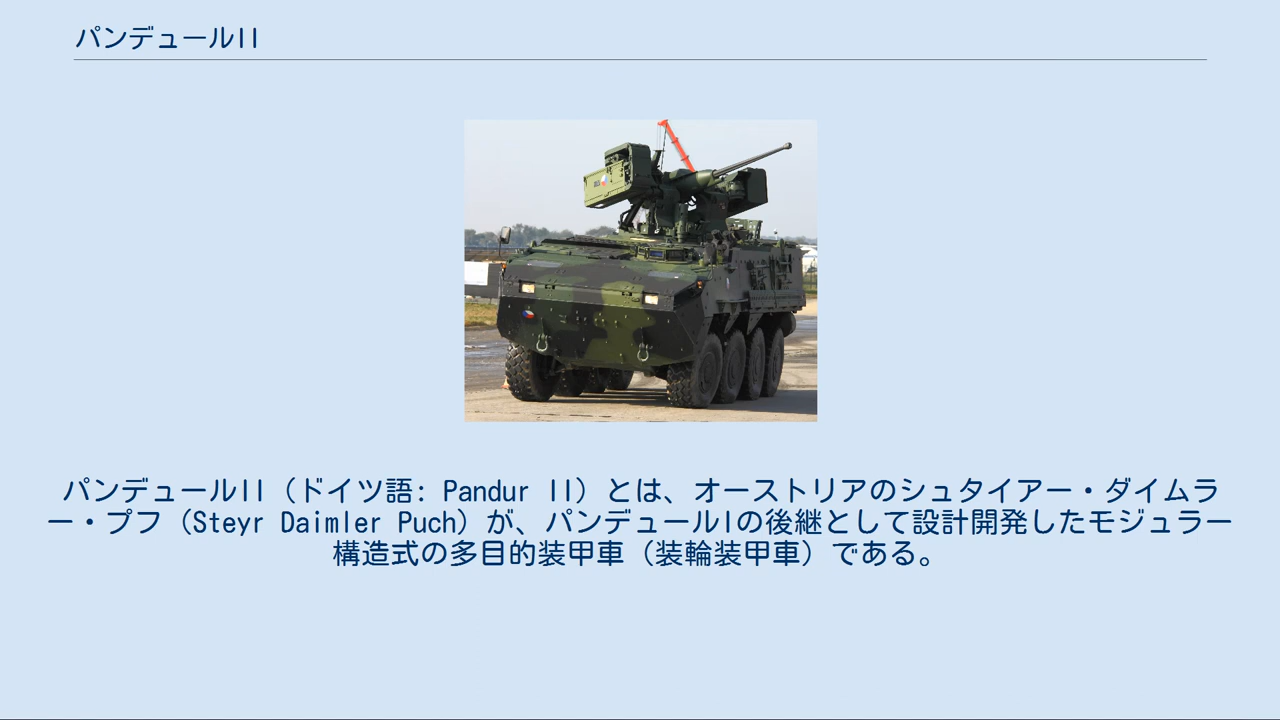 パンデュールII
パンデュールII（ドイツ語: Pandur II）とは、オーストリアのシュタイアー・ダイムラ
ー・プフ（Steyr Daimler Puch）が、パンデュールIの後継として設計開発したモジュラー
構造式の多目的装甲車（装輪装甲車）である。